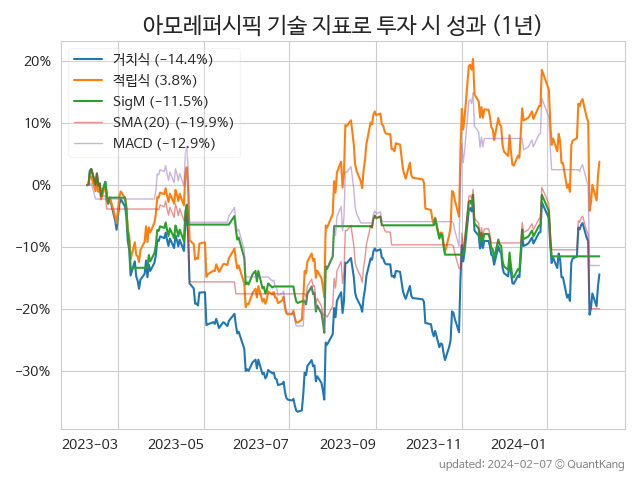 아모레퍼시픽 기술 지표로 투자 시 성과 (1년)
거치식 (−14.4%)
적립식 (3.8%)
SigM (−11.5%)
SMA(20) (−19.9%)
MACD (−12.9%)
20%
10%
0%
−10%
−20%
−30%
2023−03 2023−05 2023−07 2023−09 2023−11 2024−01
updated: 2024−02−07 © QuantKang